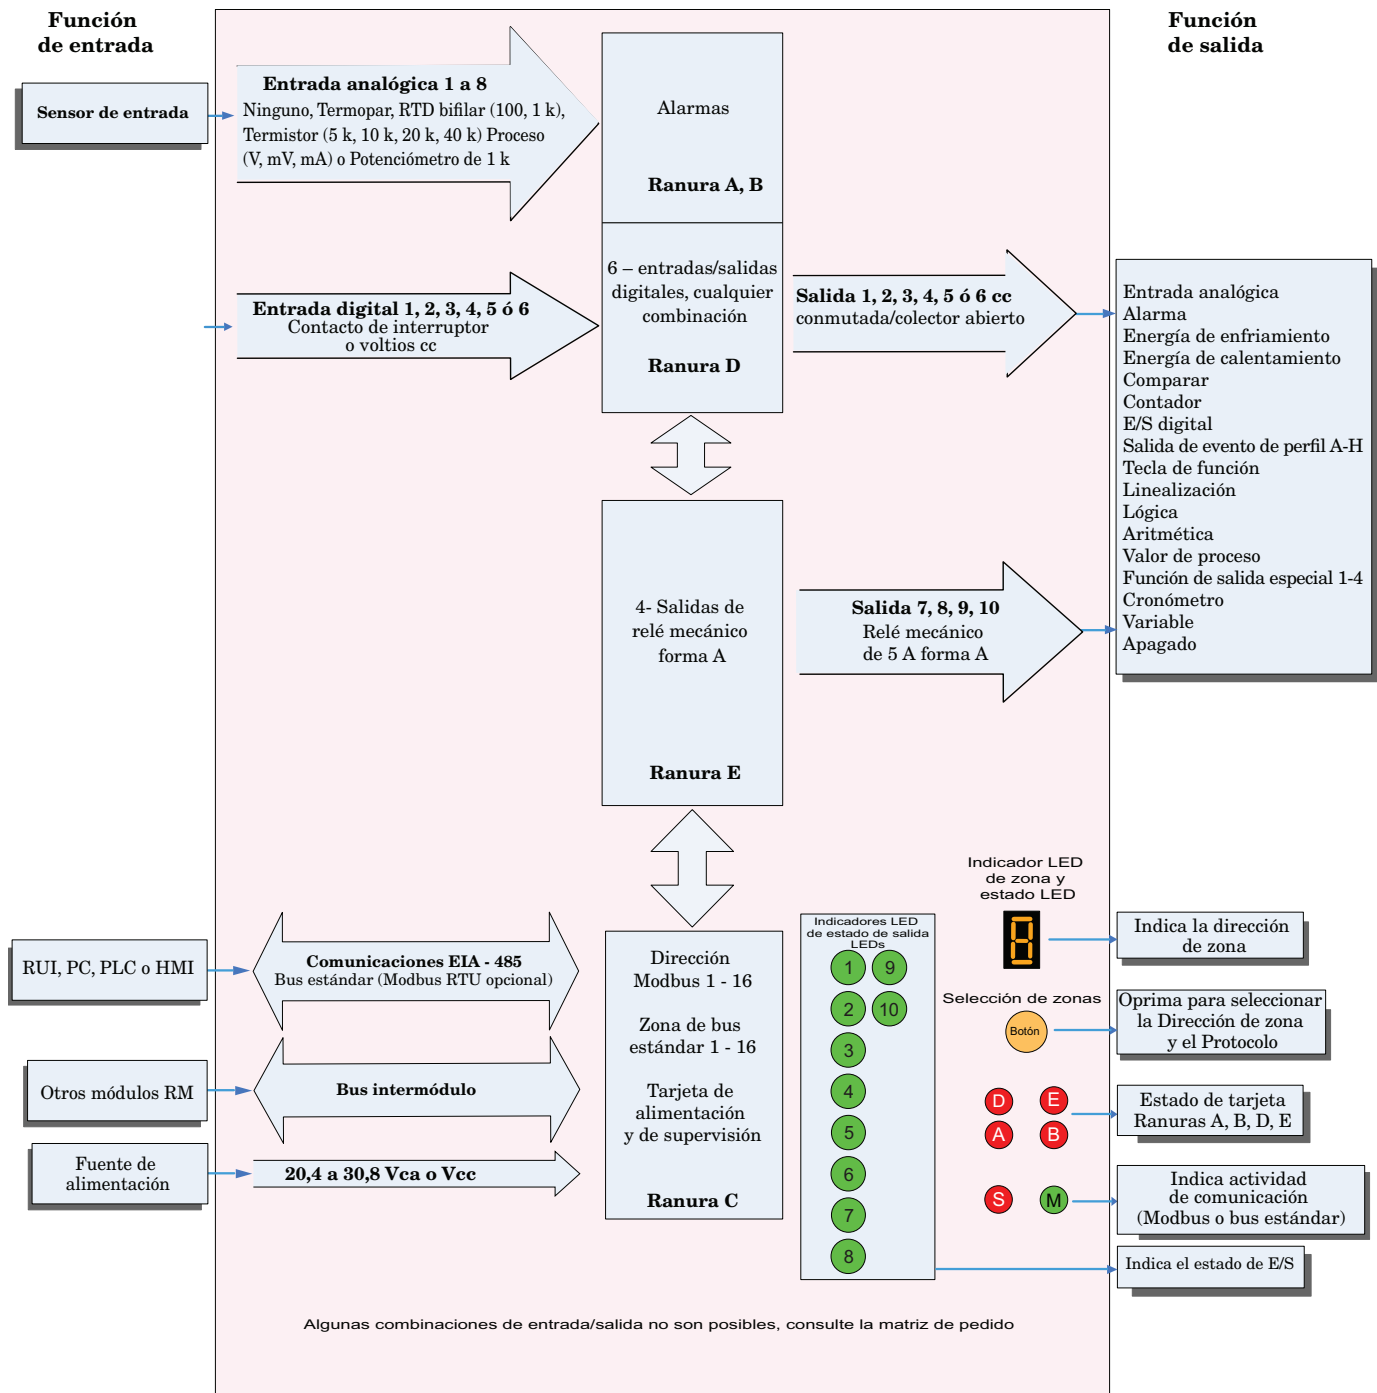 Función
de entrada
Función
de salida
Sensor de entrada
Entrada analógica 1 a 8
Ninguno, Termopar, RTD bifilar (100, 1 k),
Termistor (5 k, 10 k, 20 k, 40 k) Proceso
(V, mV, mA) o Potenciómetro de 1 k
Alarmas
Ranura A, B
Entrada digital 1, 2, 3, 4, 5 ó 6
Contacto de interruptor
o voltios cc
6 – entradas/salidas
digitales, cualquier
combinación
Ranura D
Salida 1, 2, 3, 4, 5 ó 6 cc
conmutada/colector abierto
Entrada analógica
Alarma
Energía de enfriamiento
Energía de calentamiento
Comparar
Contador
E/S digital
Salida de evento de perfil A-H
Tecla de función
Linealización
Lógica
Aritmética
Valor de proceso
Función de salida especial 1-4
Cronómetro
Variable
Apagado
4- Salidas de
relé mecánico
forma A
Ranura E
Salida 7, 8, 9, 10
Relé mecánico
de 5 A forma A
RUI, PC, PLC o HMI
Comunicaciones EIA - 485
Bus estándar (Modbus RTU opcional)
Otros módulos RM
Bus intermódulo
Fuente de
alimentación
20,4 a 30,8 Vca o Vcc
Dirección
Modbus 1 - 16
Zona de bus
estándar 1 - 16
Tarjeta de
alimentación
y de supervisión
Ranura C
Indicadores LED
de estado de salida
LEDs
1 9
2 10
3
4
5
6
7
8
Indicador LED
de zona y
estado LED
8
Indica la dirección
de zona
Selección de zonas
Botón
Oprima para seleccionar
la Dirección de zona
y el Protocolo
D E
A B
Estado de tarjeta
Ranuras A, B, D, E
S M
Indica actividad
de comunicación
(Modbus o bus estándar)
Indica el estado de E/S
Algunas combinaciones de entrada/salida no son posibles, consulte la matriz de pedido